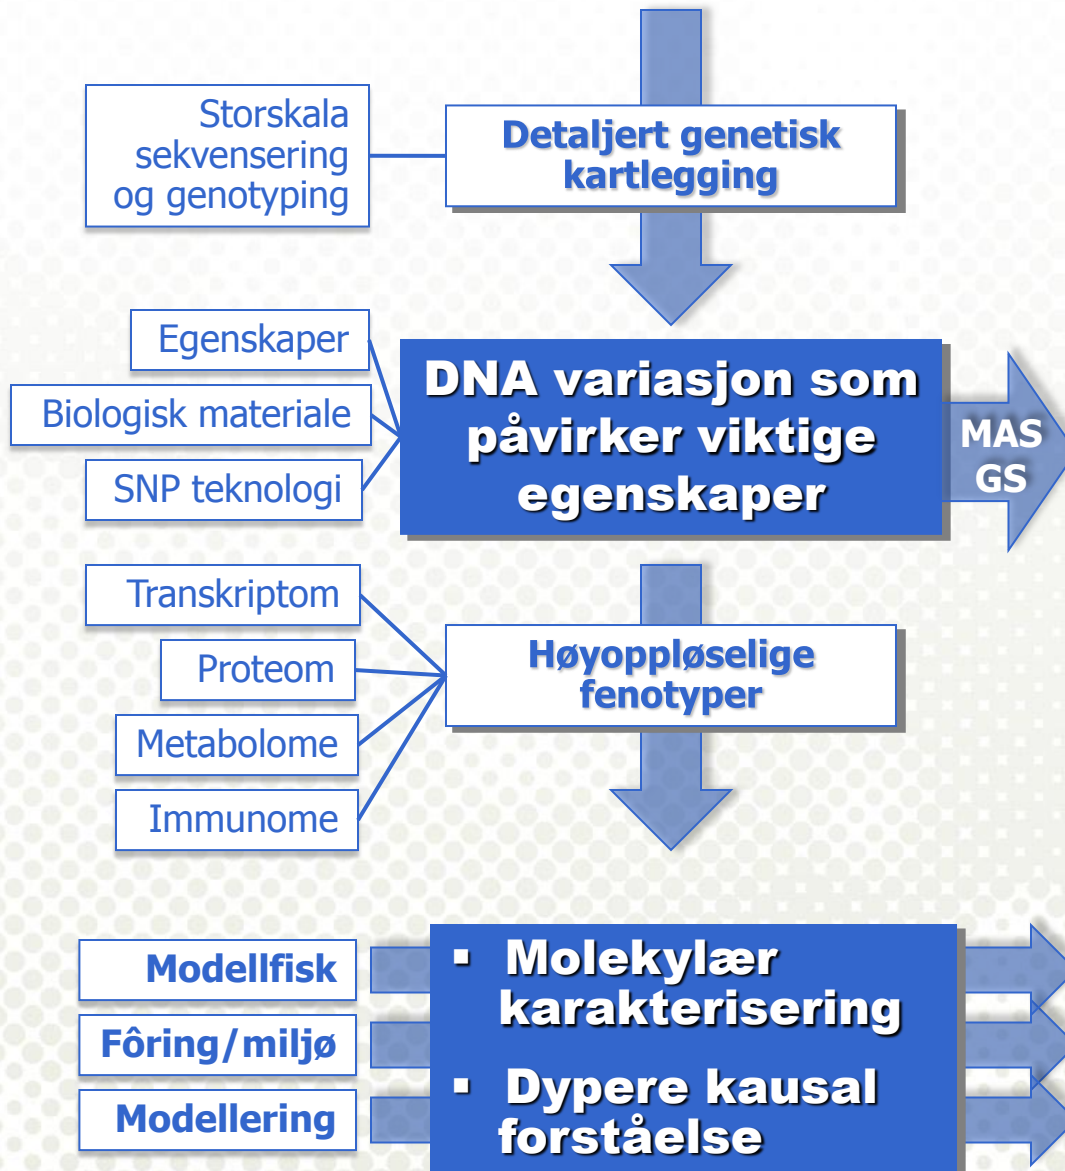 Storskala
sekvensering
og genotyping
Detaljert genetisk
kartlegging
Egenskaper
Biologisk materiale
SNP teknologi
DNA variasjon som
påvirker viktige
egenskaper
MAS
GS
Transkriptom
Proteom
Metabolome
Immunome
Høyoppløselige
fenotyper
Modellfisk
Fôring/miljø
Modellering
▪ Molekylær
karakterisering
▪ Dypere kausal
forståelse